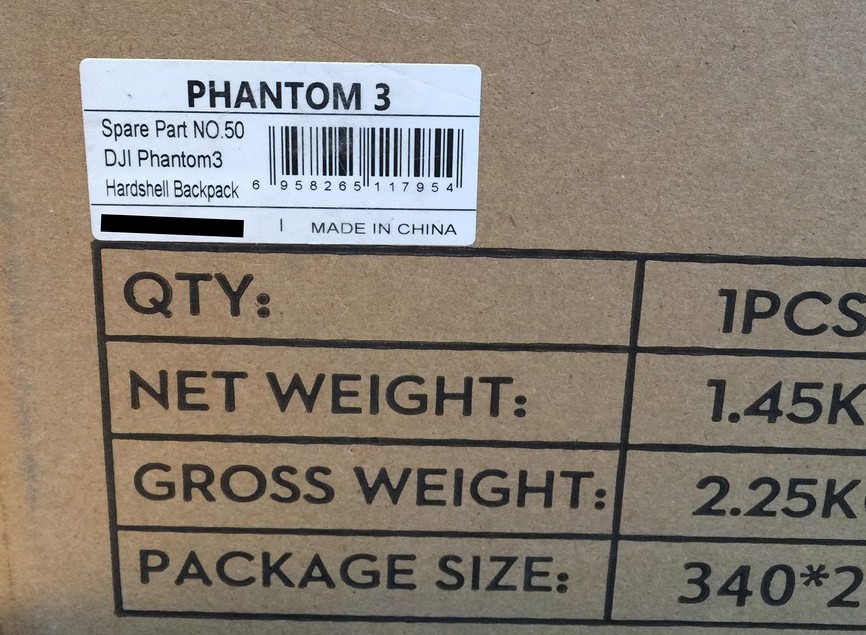 PHANTOM 3
Spare Part NO.50
DJI Phantom3
Hardshell Backpack
6 958265 117954
I MADE IN CHINA
QTY: 1PCS
NET WEIGHT: 1.45K
GROSS WEIGHT: 2.25K
PACKAGE SIZE: 340*2